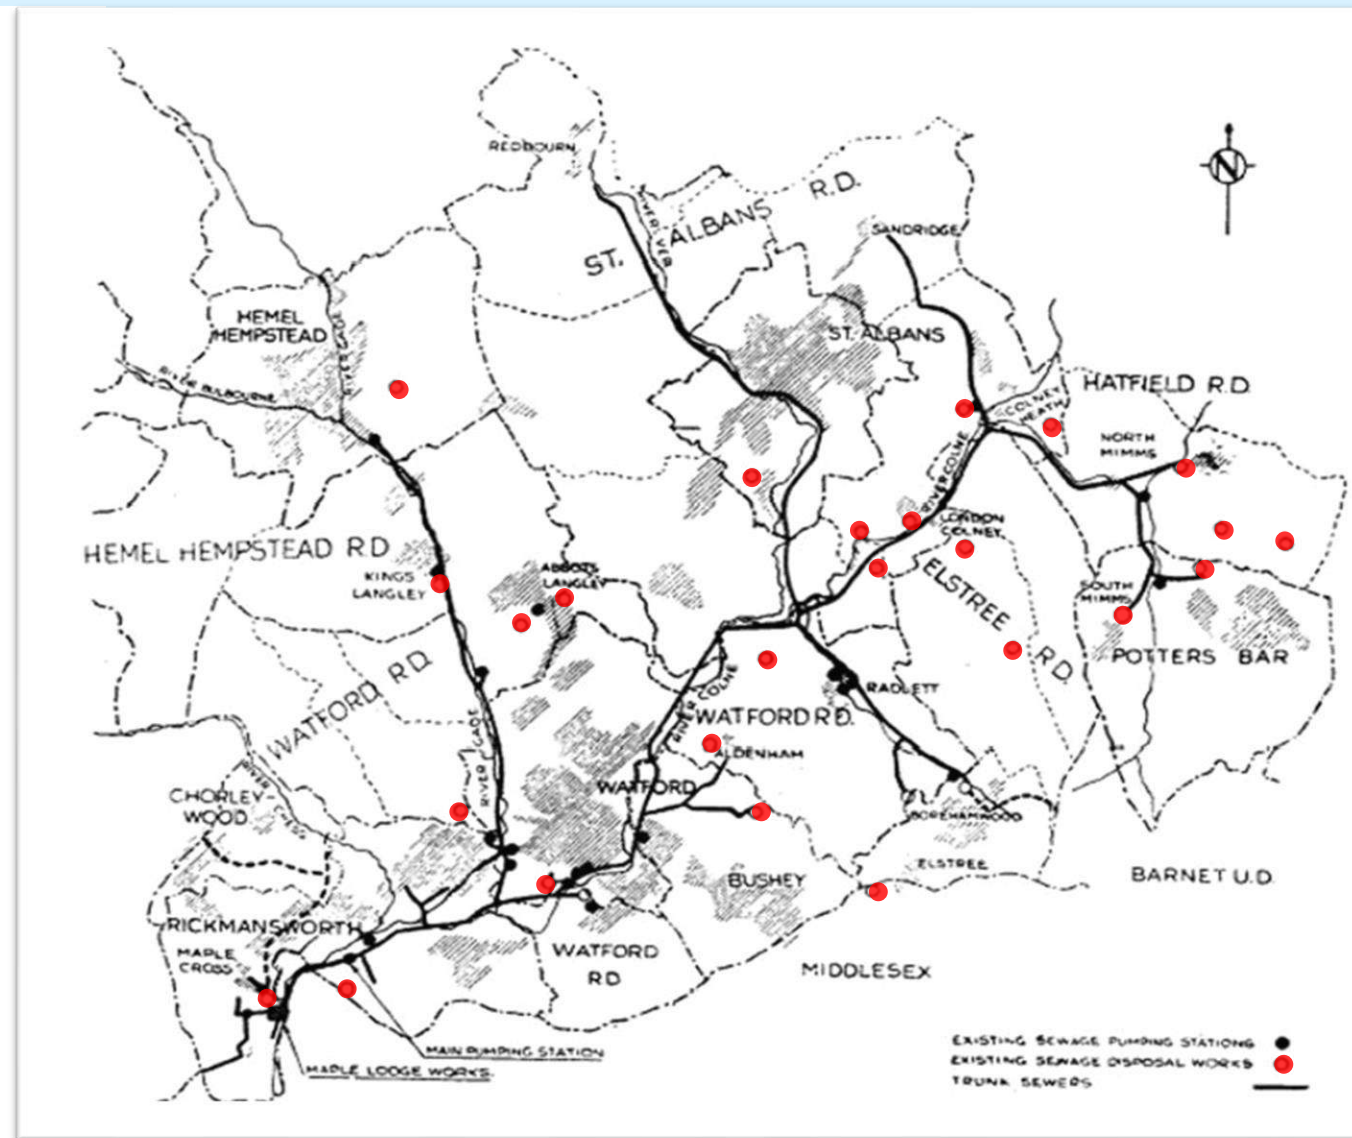 REDBOURN
N
ST. ALBANS R.D.
RIVER VER
SANDRIDGE
HEMEL
HEMPSTEAD
ST. ALBANS
RIVER BULBOURNE
HATFIELD R.D.
COLNEY
HEATH
NORTH
MIMMS
RIVER COLNE
LONDON
COLNEY
HEMEL HEMPSTEAD R.D
KINGS
LANGLEY
ABBOTS
LANGLEY
ELSTREE R.D.
SOUTH
MIMMS
POTTERS BAR
WATFORD R.D.
RIVER COLNE
RADLETT
WATFORD R.D.
RIVER GADE
ALDENHAM
WATFORD
RIVER
CHORLEY-
WOOD
BOREHAMWOOD
ELSTREE
BARNET U.D.
BUSHEY
RICKMANSWORTH
MAPLE
CROSS
WATFORD
R.D
MIDDLESEX
MAIN PUMPING STATION
MAPLE LODGE WORKS.
EXISTING SEWAGE PUMPING STATIONS
EXISTING SEWAGE DISPOSAL WORKS
TRUNK SEWERS